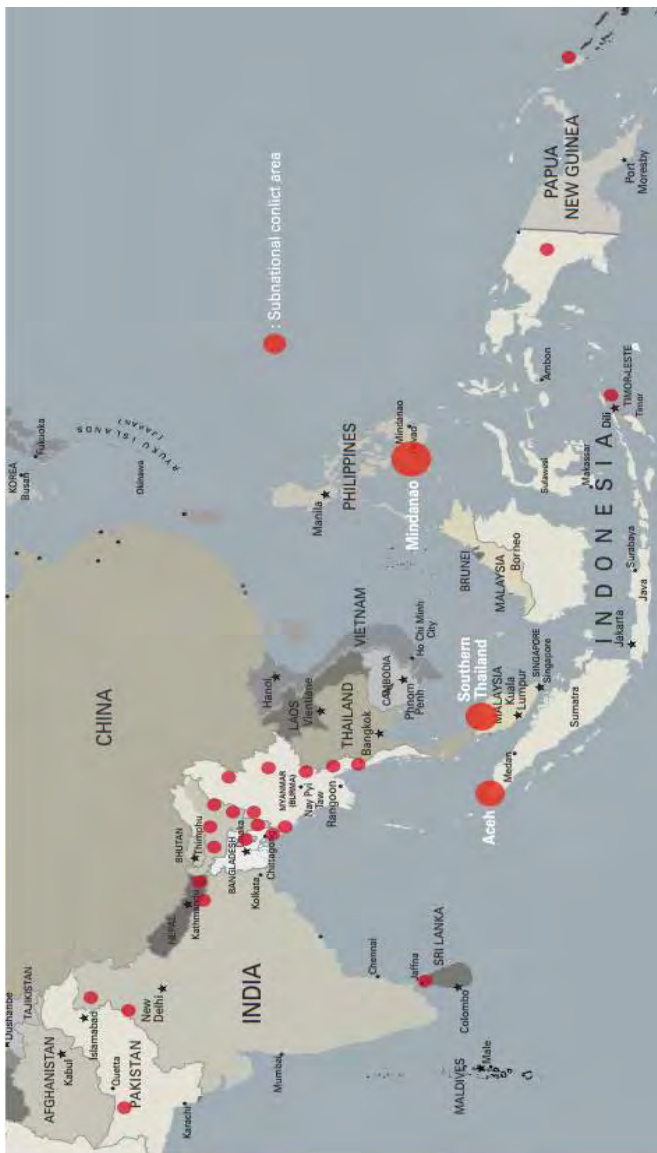 Dushanbe
TAJIKISTAN
AFGHANISTAN
Kabul
Islamabad
Quetta
PAKISTAN
Karachi
New
Delhi
NEPAL
Kathmandu
BHUTAN
Thimphu
BANGLADESH
Dhaka
Chittagong
Kolkata
INDIA
Mumbai
Chennai
Jaffna
SRI LANKA
Colombo
MALDIVES
Male
CHINA
KOREA
Busan
Fukuoka
RYUKU ISLANDS
(JAPAN)
Okinawa
MYANMAR
(BURMA)
Nay Pyi
Taw
Rangoon
Hanoi
LAOS
Vientiane
VIETNAM
THAILAND
Bangkok
CAMBODIA
Phnom
Penh
Ho Chi Minh
City
: Subnational conlict area
Manila
PHILIPPINES
Mindanao
Mindanao
Southern
Thailand
MALAYSIA
Kuala
Lumpur
SINGAPORE
Singapore
Aceh
Medan
Sumatra
BRUNEI
MALAYSIA
Borneo
INDONESIA
Jakarta
Java
Surabaya
Sulawesi
Makassar
Ambon
Dili
TIMOR-LESTE
Timor
PAPUA
NEW GUINEA
Port
Moresby